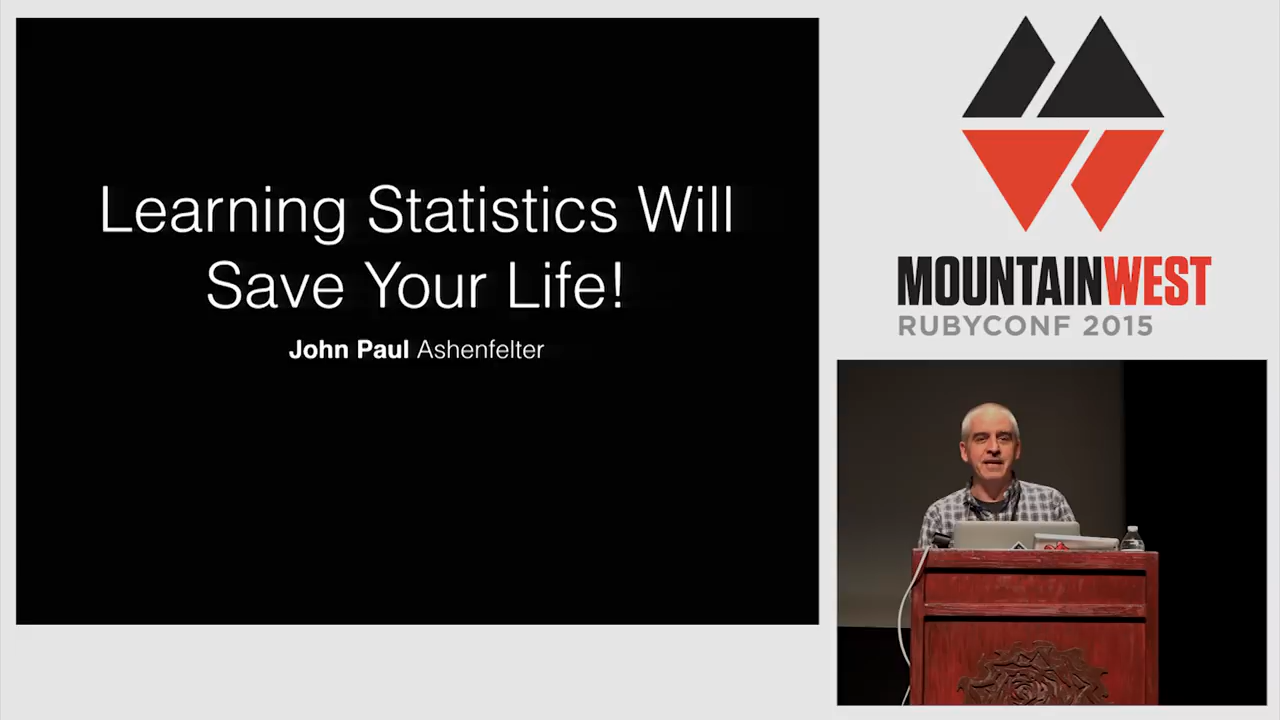 Learning Statistics Will
Save Your Life!
John Paul Ashenfelter
MOUNTAINWEST
RUBYCONF 2015